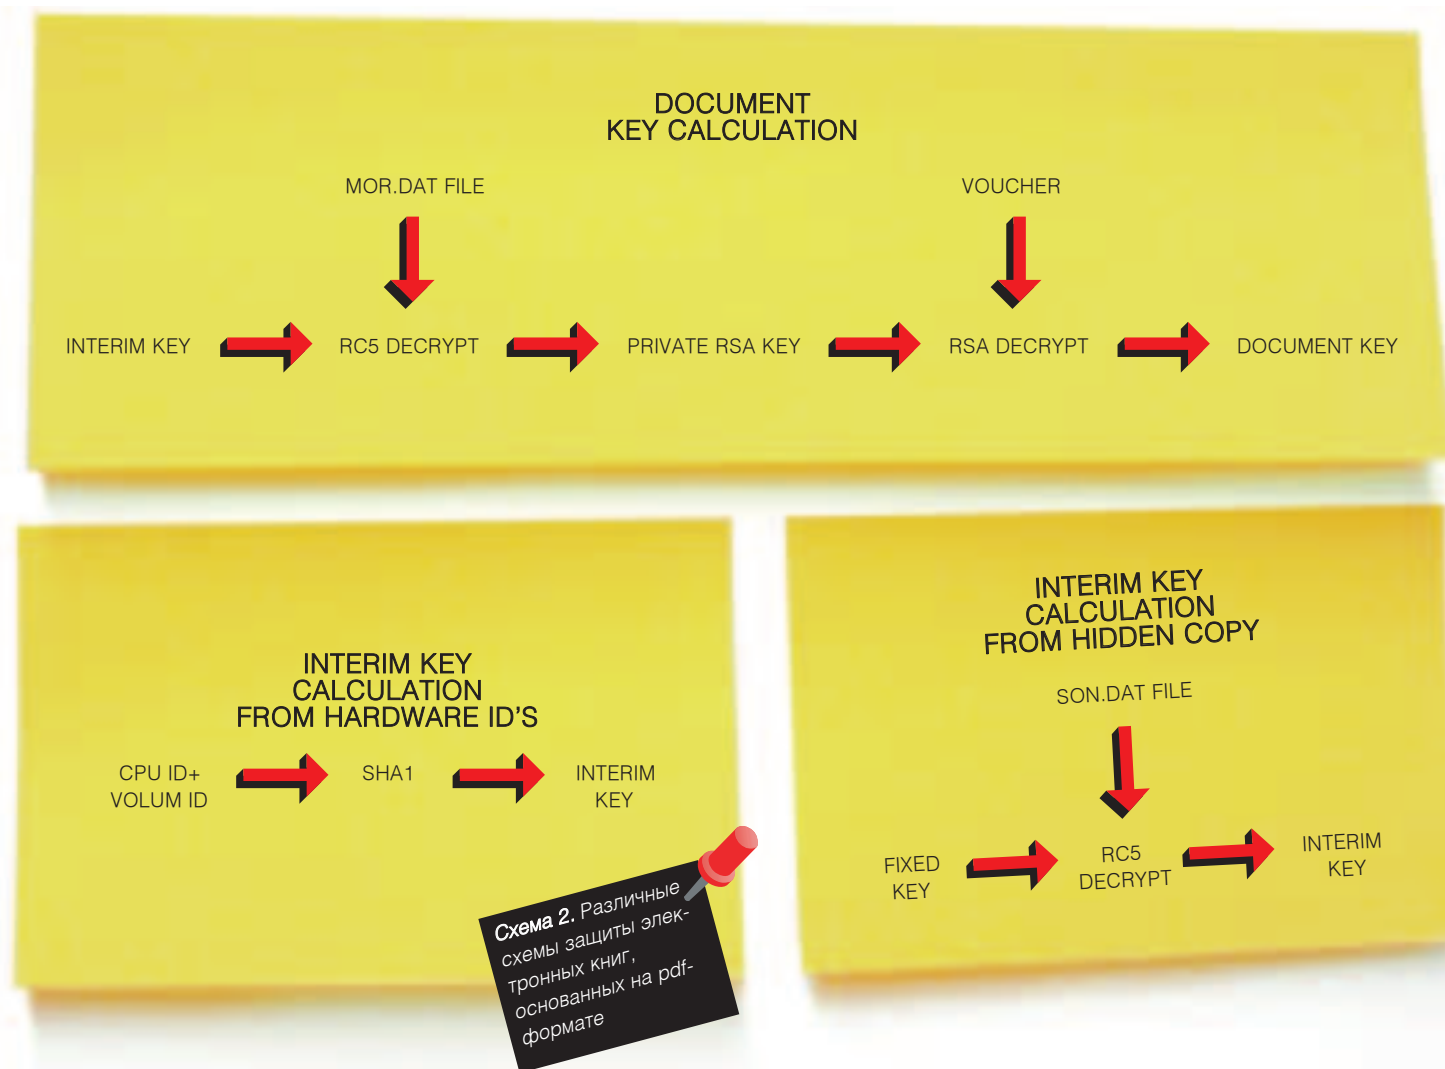 DOCUMENT
KEY CALCULATION
MOR.DAT FILE
VOUCHER
INTERIM KEY
RC5 DECRYPT
PRIVATE RSA KEY
RSA DECRYPT
DOCUMENT KEY
INTERIM KEY
CALCULATION
FROM HARDWARE ID'S
CPU ID+
VOLUM ID
SHA1
INTERIM
KEY
INTERIM KEY
CALCULATION
FROM HIDDEN COPY
SON.DAT FILE
FIXED
KEY
RC5
DECRYPT
INTERIM
KEY
Схема 2. Различные
схемы защиты элек-
тронных книг,
основанных на pdf-
формате